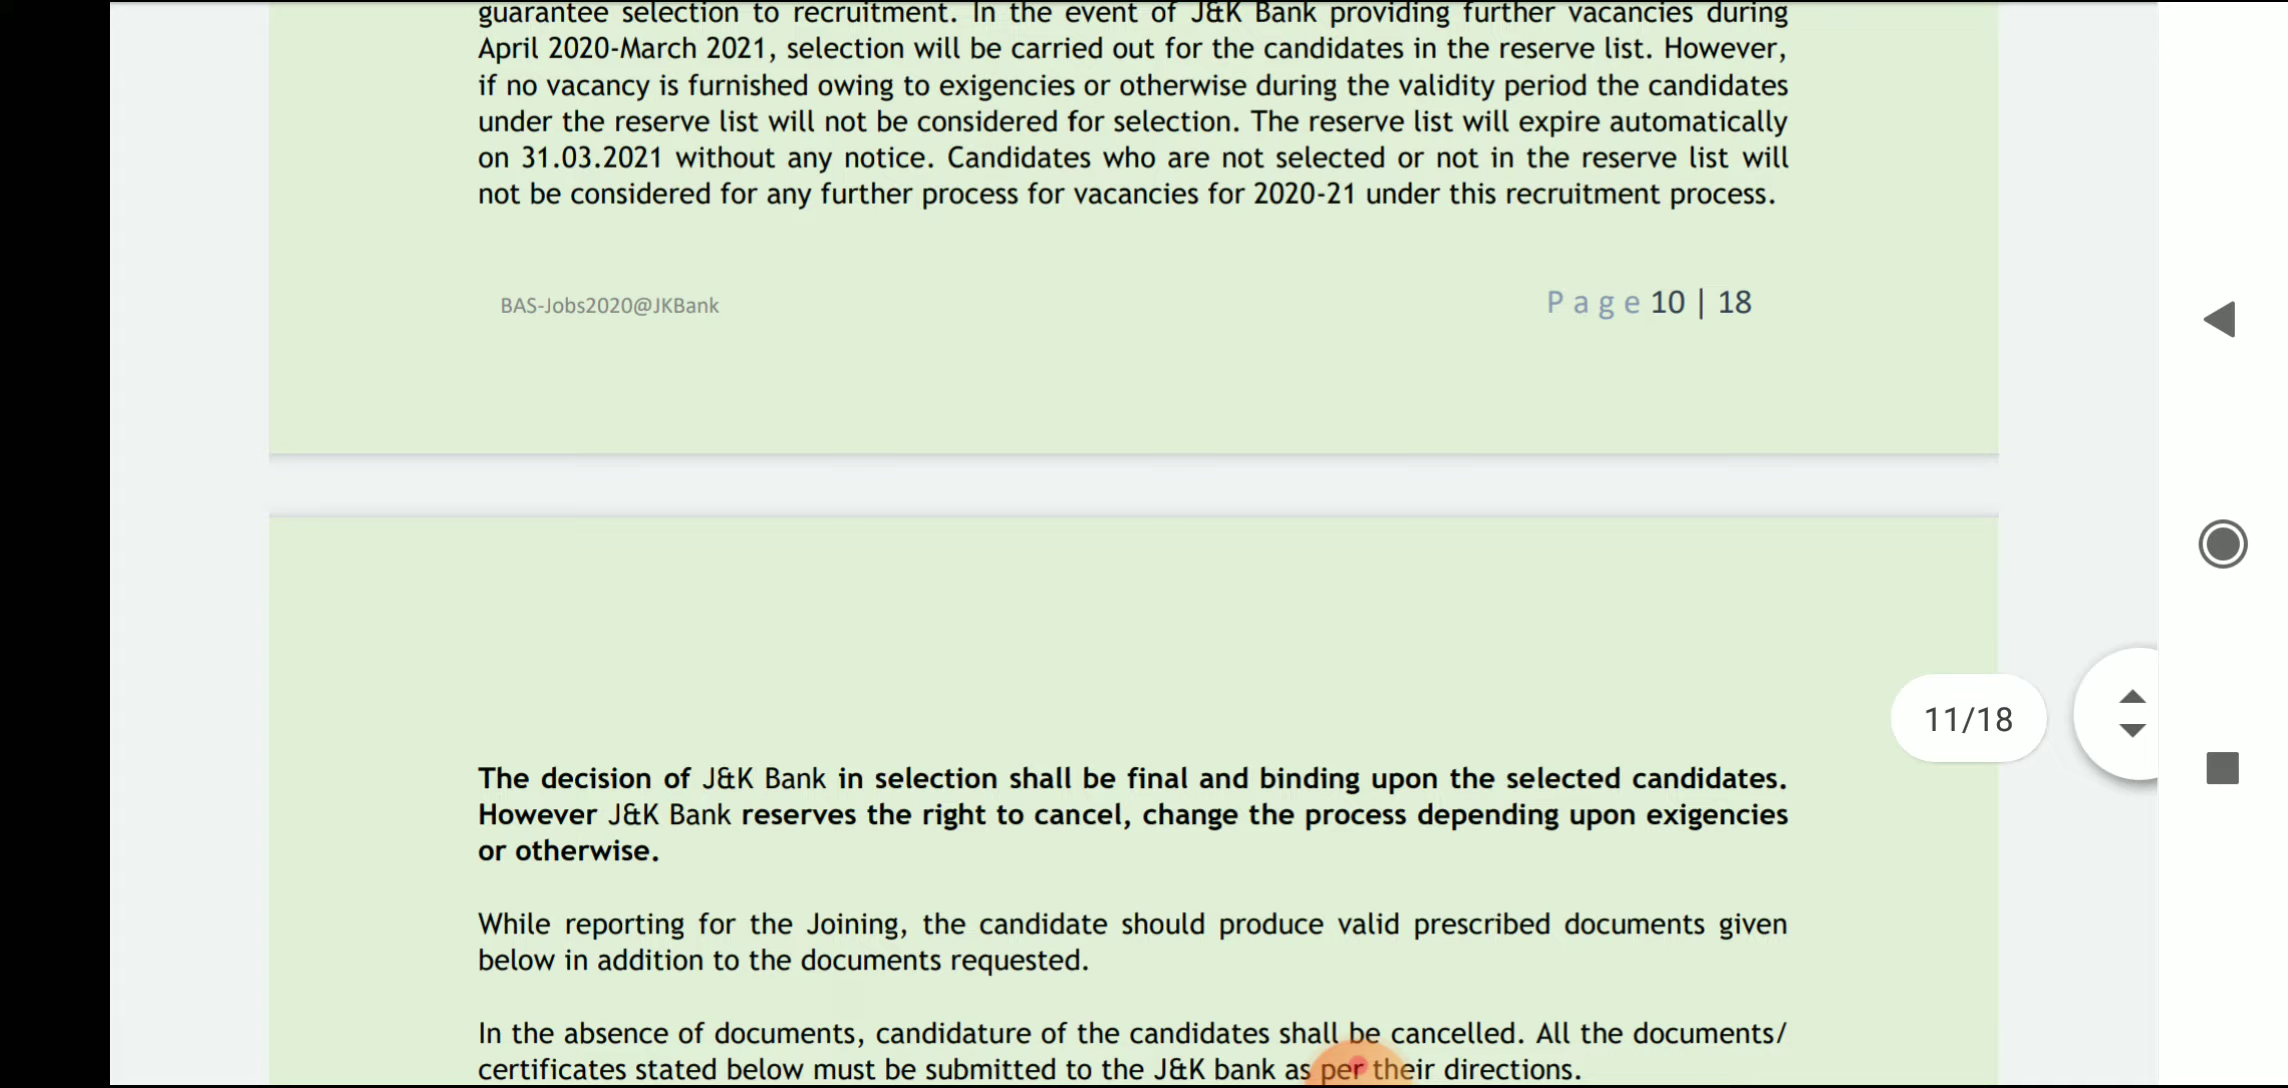 guarantee selection to recruitment. In the event of J&K Bank providing further vacancies during
April 2020-March 2021, selection will be carried out for the candidates in the reserve list. However,
if no vacancy is furnished owing to exigencies or otherwise during the validity period the candidates
under the reserve list will not be considered for selection. The reserve list will expire automatically
on 31.03.2021 without any notice. Candidates who are not selected or not in the reserve list will
not be considered for any further process for vacancies for 2020-21 under this recruitment process.
BAS-Jobs2020@JKBank
Page 10 | 18
11/18
The decision of J&K Bank in selection shall be final and binding upon the selected candidates.
However J&K Bank reserves the right to cancel, change the process depending upon exigencies
or otherwise.
While reporting for the Joining, the candidate should produce valid prescribed documents given
below in addition to the documents requested.
In the absence of documents, candidature of the candidates shall be cancelled. All the documents/
certificates stated below must be submitted to the J&K bank as per their directions.